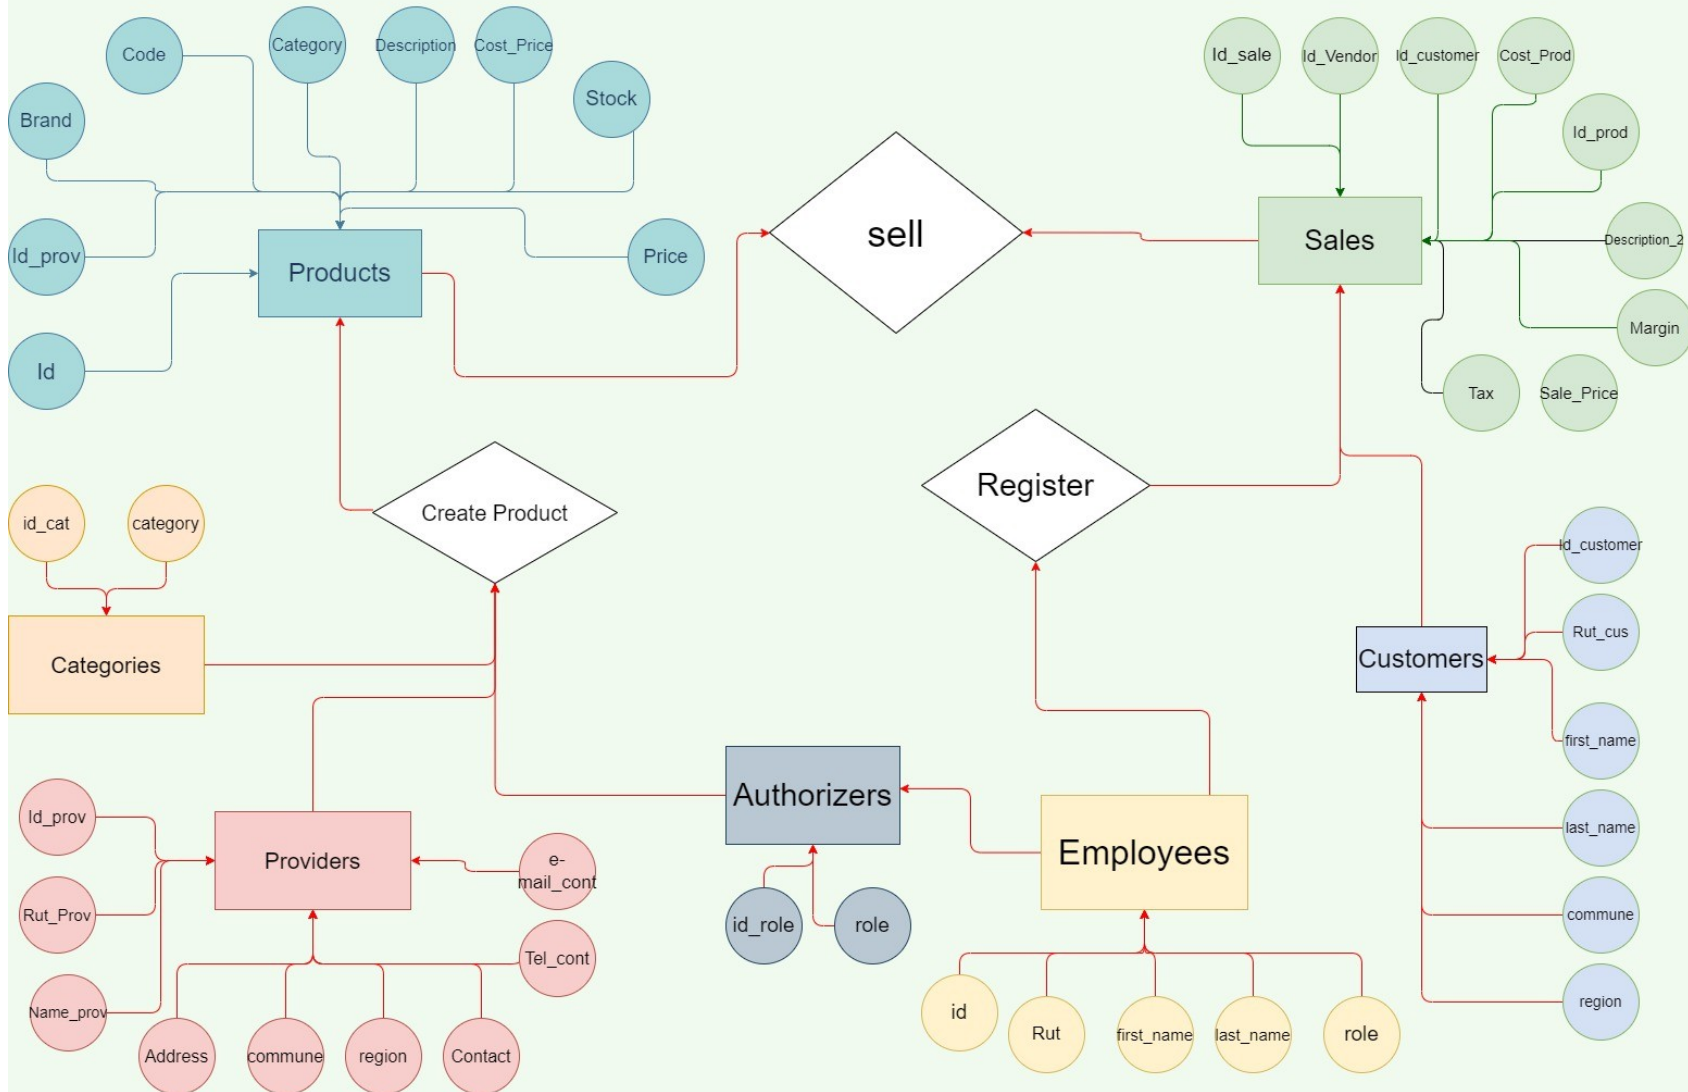 Code
Category
Description
Cost_Price
Stock
Brand
Id_prov
Products
Price
Id
sell
Id_sale
Id_Vendor
Id_customer
Cost_Prod
Id_prod
Sales
Description_2
Margin
Tax
Sale_Price
Create Product
Register
id_cat
category
Categories
Id_customer
Rut_cus
Customers
first_name
last_name
commune
region
Authorizers
id_role
role
Employees
id
Rut
first_name
last_name
role
Id_prov
Providers
e-
mail_cont
Rut_Prov
Tel_cont
Name_prov
Address
commune
region
Contact